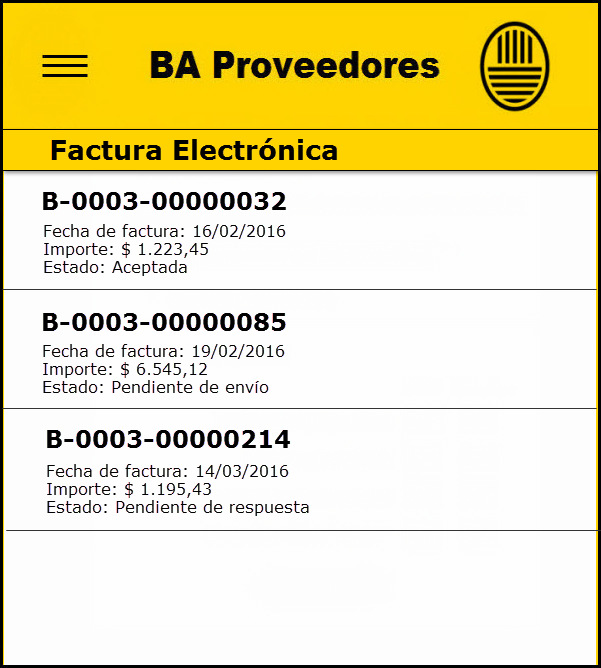 BA Proveedores
Factura Electrónica
B-0003-00000032
Fecha de factura: 16/02/2016
Importe: $ 1.223,45
Estado: Aceptada
B-0003-00000085
Fecha de factura: 19/02/2016
Importe: $ 6.545,12
Estado: Pendiente de envío
B-0003-00000214
Fecha de factura: 14/03/2016
Importe: $ 1.195,43
Estado: Pendiente de respuesta